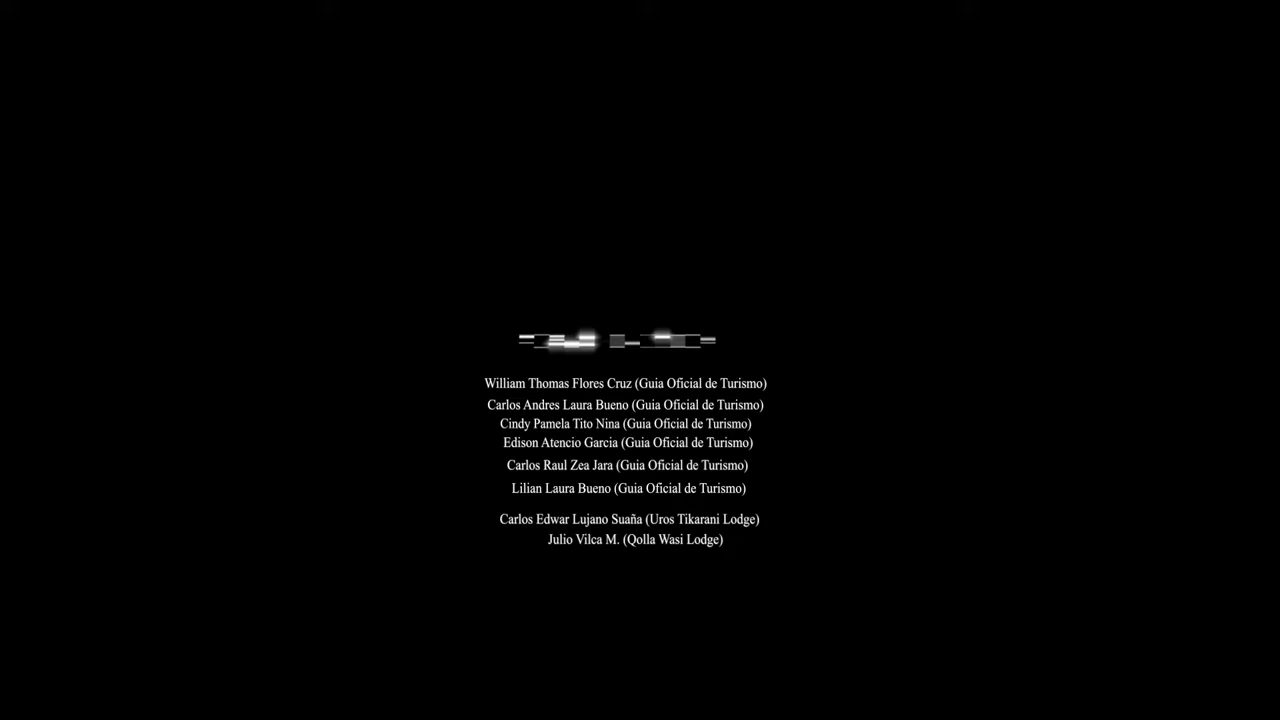 William Thomas Flores Cruz (Guia Oficial de Turismo)
Carlos Andres Laura Bueno (Guia Oficial de Turismo)
Cindy Pamela Tito Nina (Guia Oficial de Turismo)
Edison Atencio Garcia (Guia Oficial de Turismo)
Carlos Raul Zea Jara (Guia Oficial de Turismo)
Lilian Laura Bueno (Guia Oficial de Turismo)
Carlos Edwar Lujano Suaña (Uros Tikarani Lodge)
Julio Vilca M. (Qolla Wasi Lodge)